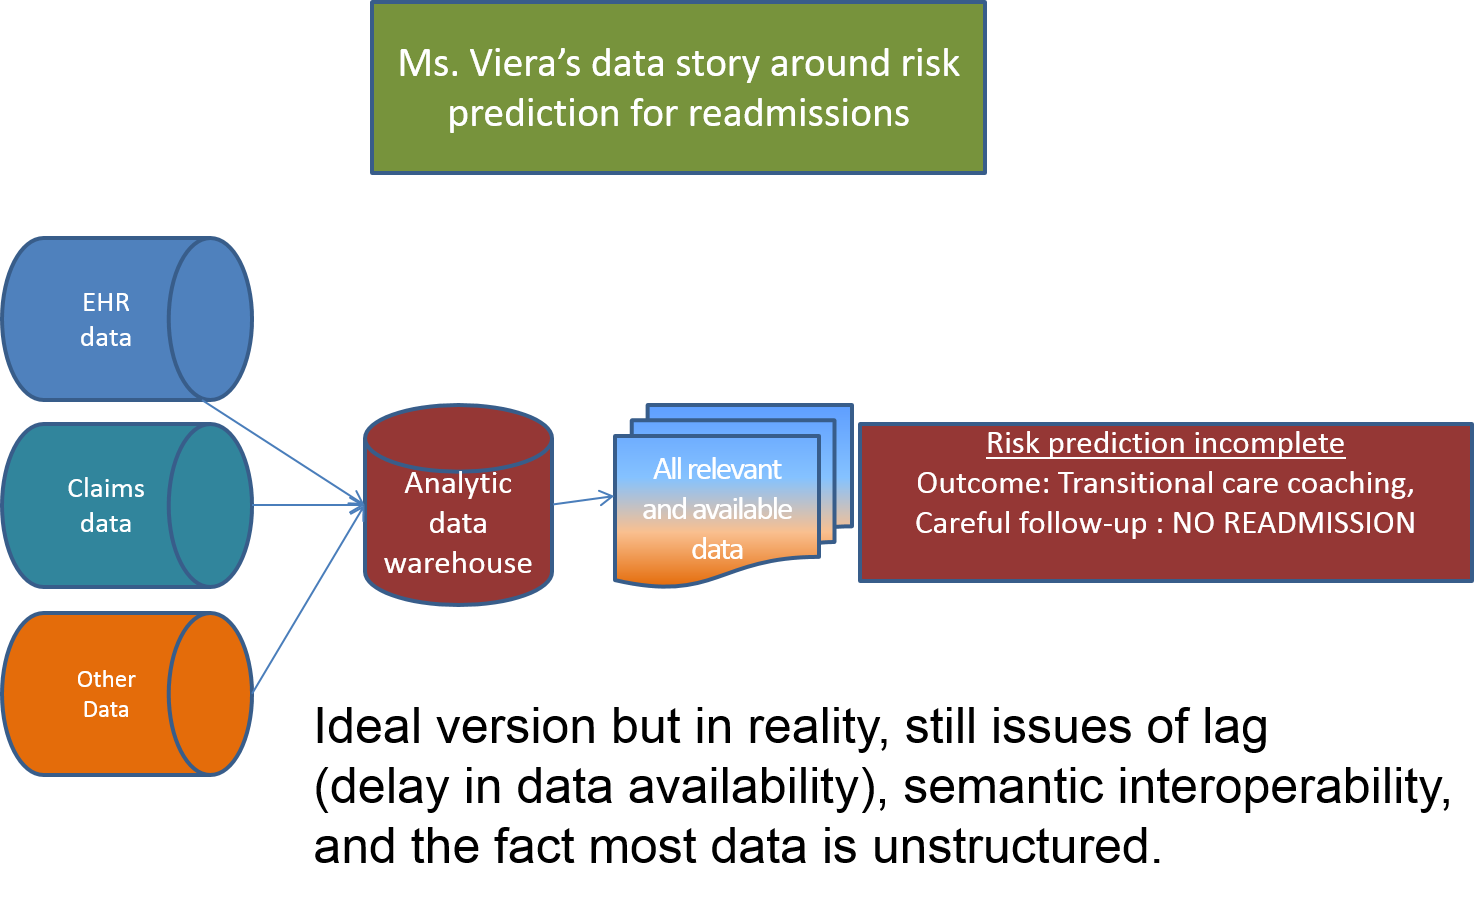 Ms. Viera’s data story around risk
prediction for readmissions
EHR
data
Claims
data
Other
Data
Analytic
data
warehouse
All relevant
and available
data
Risk prediction incomplete
Outcome: Transitional care coaching,
Careful follow-up : NO READMISSION
Ideal version but in reality, still issues of lag
(delay in data availability), semantic interoperability,
and the fact most data is unstructured.